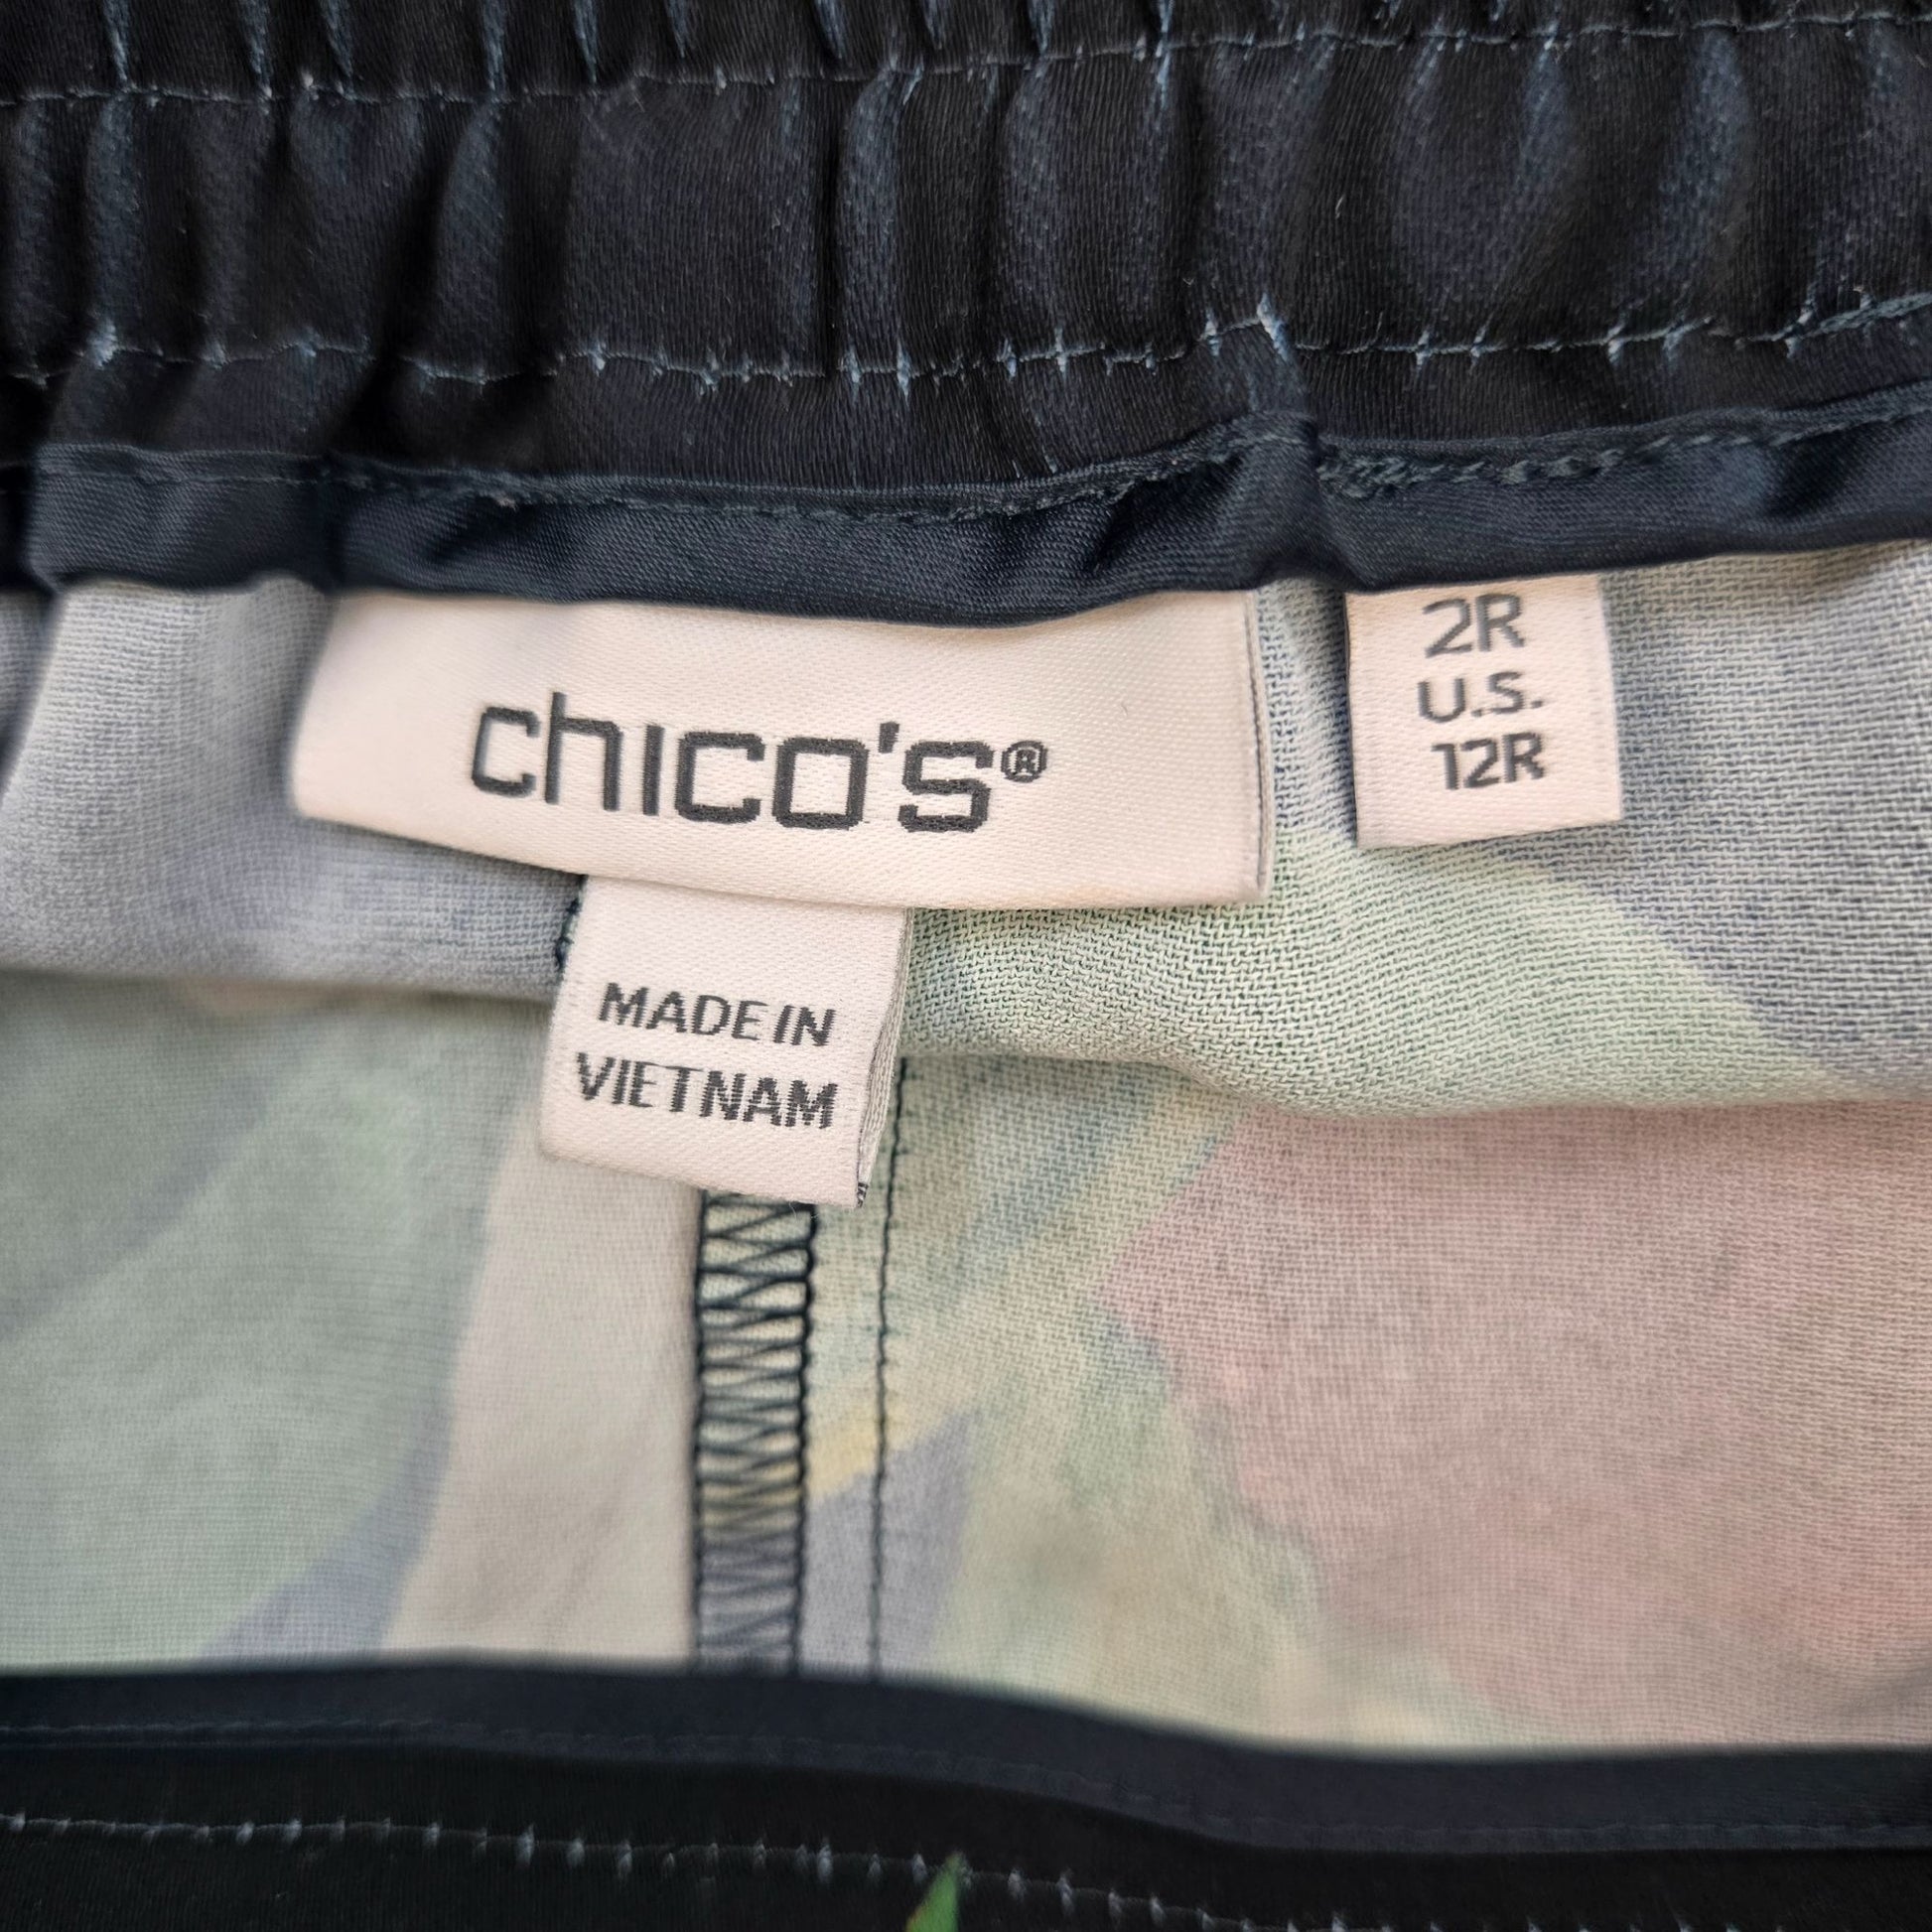 chico's®
2R
U.S.
12R
MADE IN
VIETNAM